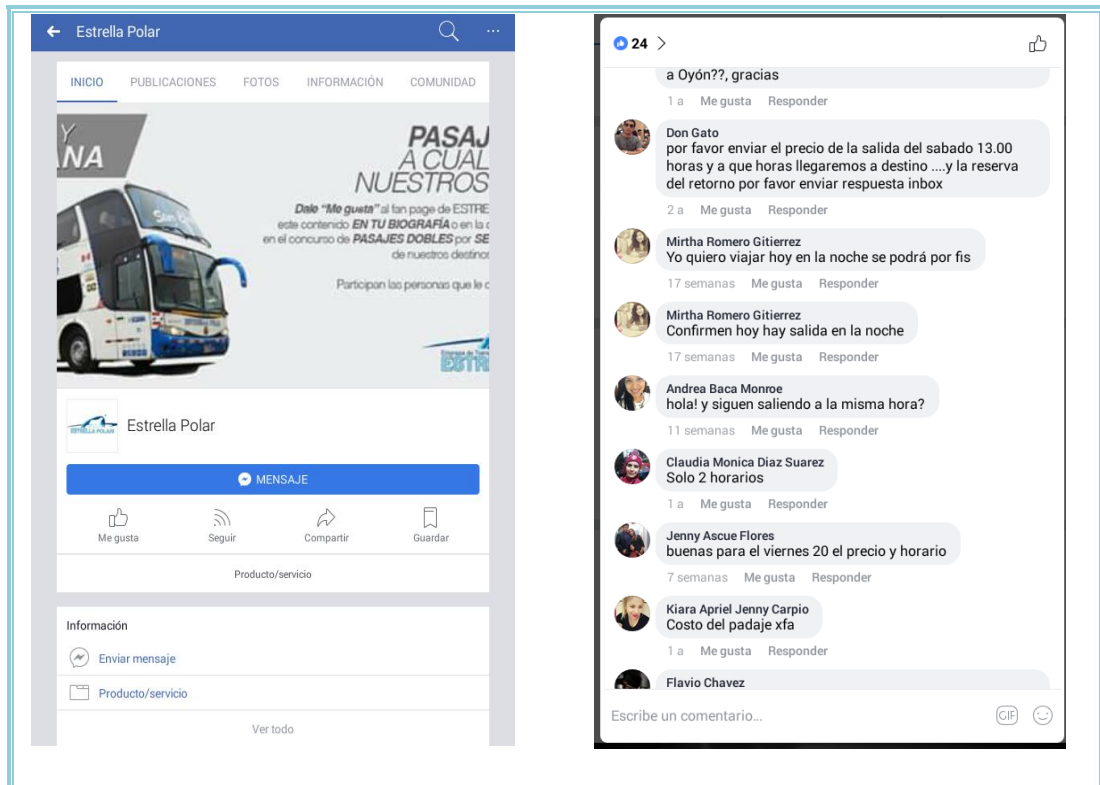 Estrella Polar
INICIO PUBLICACIONES FOTOS INFORMACIÓN COMUNIDAD
Y
NA
PASAJ
A CUAL
NUESTROS
Dale "Me gusta" al fan page de ESTRE
este contenido EN TU BIOGRAFÍA o en la c
en el concurso de PASAJES DOBLES por SE
de nuestros destinos
Participan las personas que le d
ESTR
ESTRELLA POLAR
Estrella Polar
MENSAJE
Me gusta Seguir Compartir Guardar
Producto/servicio
Información
Enviar mensaje
Producto/servicio
Ver todo
24
a Oyón??, gracias
1 a Me gusta Responder
Don Gato
por favor enviar el precio de la salida del sabado 13.00
horas y a que horas llegaremos a destino ....y la reserva
del retorno por favor enviar respuesta inbox
2 a Me gusta Responder
Mirtha Romero Gitierrez
Yo quiero viajar hoy en la noche se podrá por fis
17 semanas Me gusta Responder
Mirtha Romero Gitierrez
Confirmen hoy hay salida en la noche
17 semanas Me gusta Responder
Andrea Baca Monroe
hola! y siguen saliendo a la misma hora?
11 semanas Me gusta Responder
Claudia Monica Diaz Suarez
Solo 2 horarios
1 a Me gusta Responder
Jenny Ascue Flores
buenas para el viernes 20 el precio y horario
7 semanas Me gusta Responder
Kiara Apriel Jenny Carpio
Costo del padaje xfa
1 a Me gusta Responder
Flavio Chavez
Escribe un comentario...
GIF